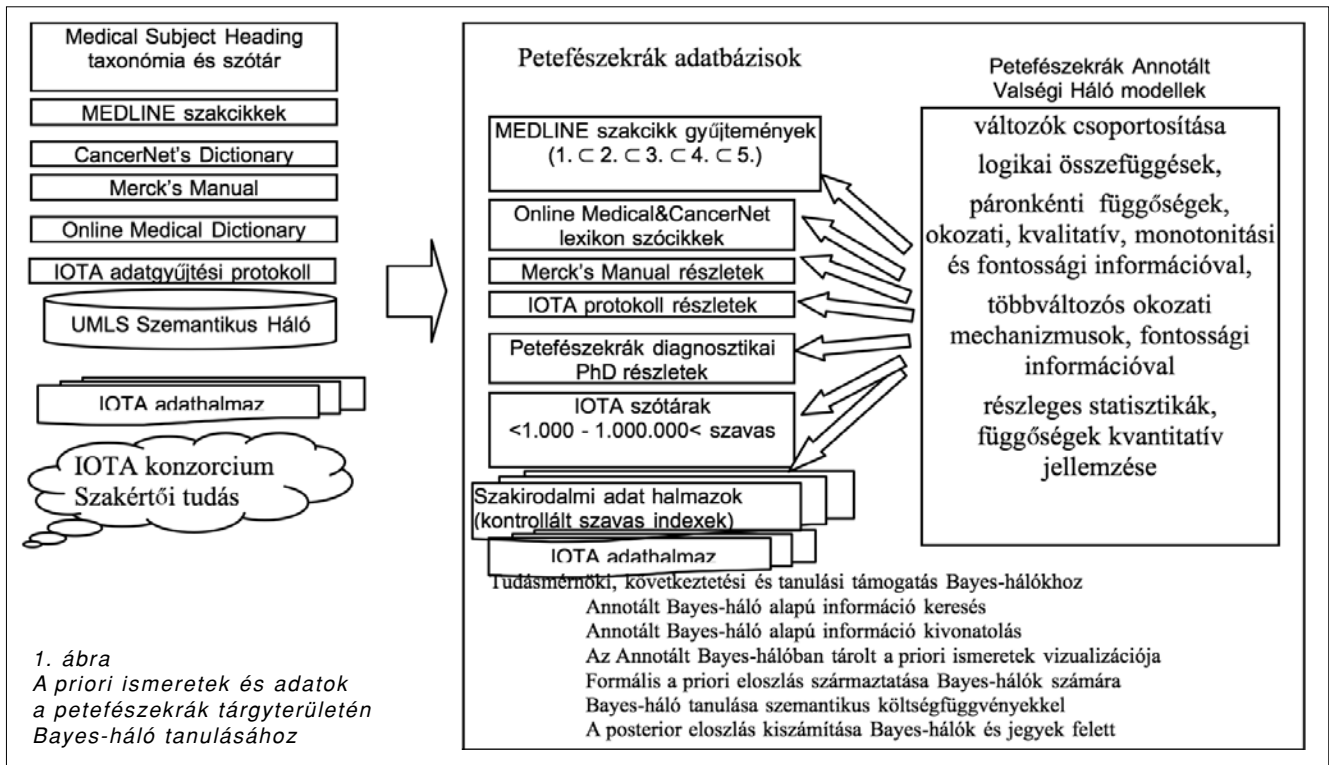 Medical Subject Heading
taxonómia és szótár
MEDLINE szakcikkek
CancerNet's Dictionary
Merck's Manual
Online Medical Dictionary
IOTA adatgyűjtési protokoll
UMLS Szemantikus Háló
IOTA adathalmaz
IOTA konzorcium
Szakértői tudás
1. ábra
A priori ismeretek és adatok
a petefészekrák tárgyterületén
Bayes-háló tanulásához
Petefészekrák adatbázisok
MEDLINE szakcikk gyűjtemények
(1. ⊂ 2. ⊂ 3. ⊂ 4. ⊂ 5.)
Online Medical&CancerNet
lexikon szócikkek
Merck's Manual részletek
IOTA protokoll részletek
Petefészekrák diagnosztikai
PhD részletek
IOTA szótárak
<1.000 - 1.000.000< szavas
Szakirodalmi adat halmazok
(kontrollált szavas indexek)
IOTA adathalmaz
Petefészekrák Annotált
Valségi Háló modellek
változók csoportosítása
logikai összefüggések,
páronkénti függőségek,
okozati, kvalitatív, monotonitási
és fontossági információval,
többváltozós okozati
mechanizmusok, fontossági
információval
részleges statisztikák,
függőségek kvantitatív
jellemzése
Tudásmérnöki, következtetési és tanulási támogatás Bayes-hálókhoz
Annotált Bayes-háló alapú információ keresés
Annotált Bayes-háló alapú információ kivonatolás
Az Annotált Bayes-hálóban tárolt a priori ismeretek vizualizációja
Formális a priori eloszlás származtatása Bayes-hálók számára
Bayes-háló tanulása szemantikus költségfüggvényekkel
A posterior eloszlás kiszámítása Bayes-hálók és jegyek felett